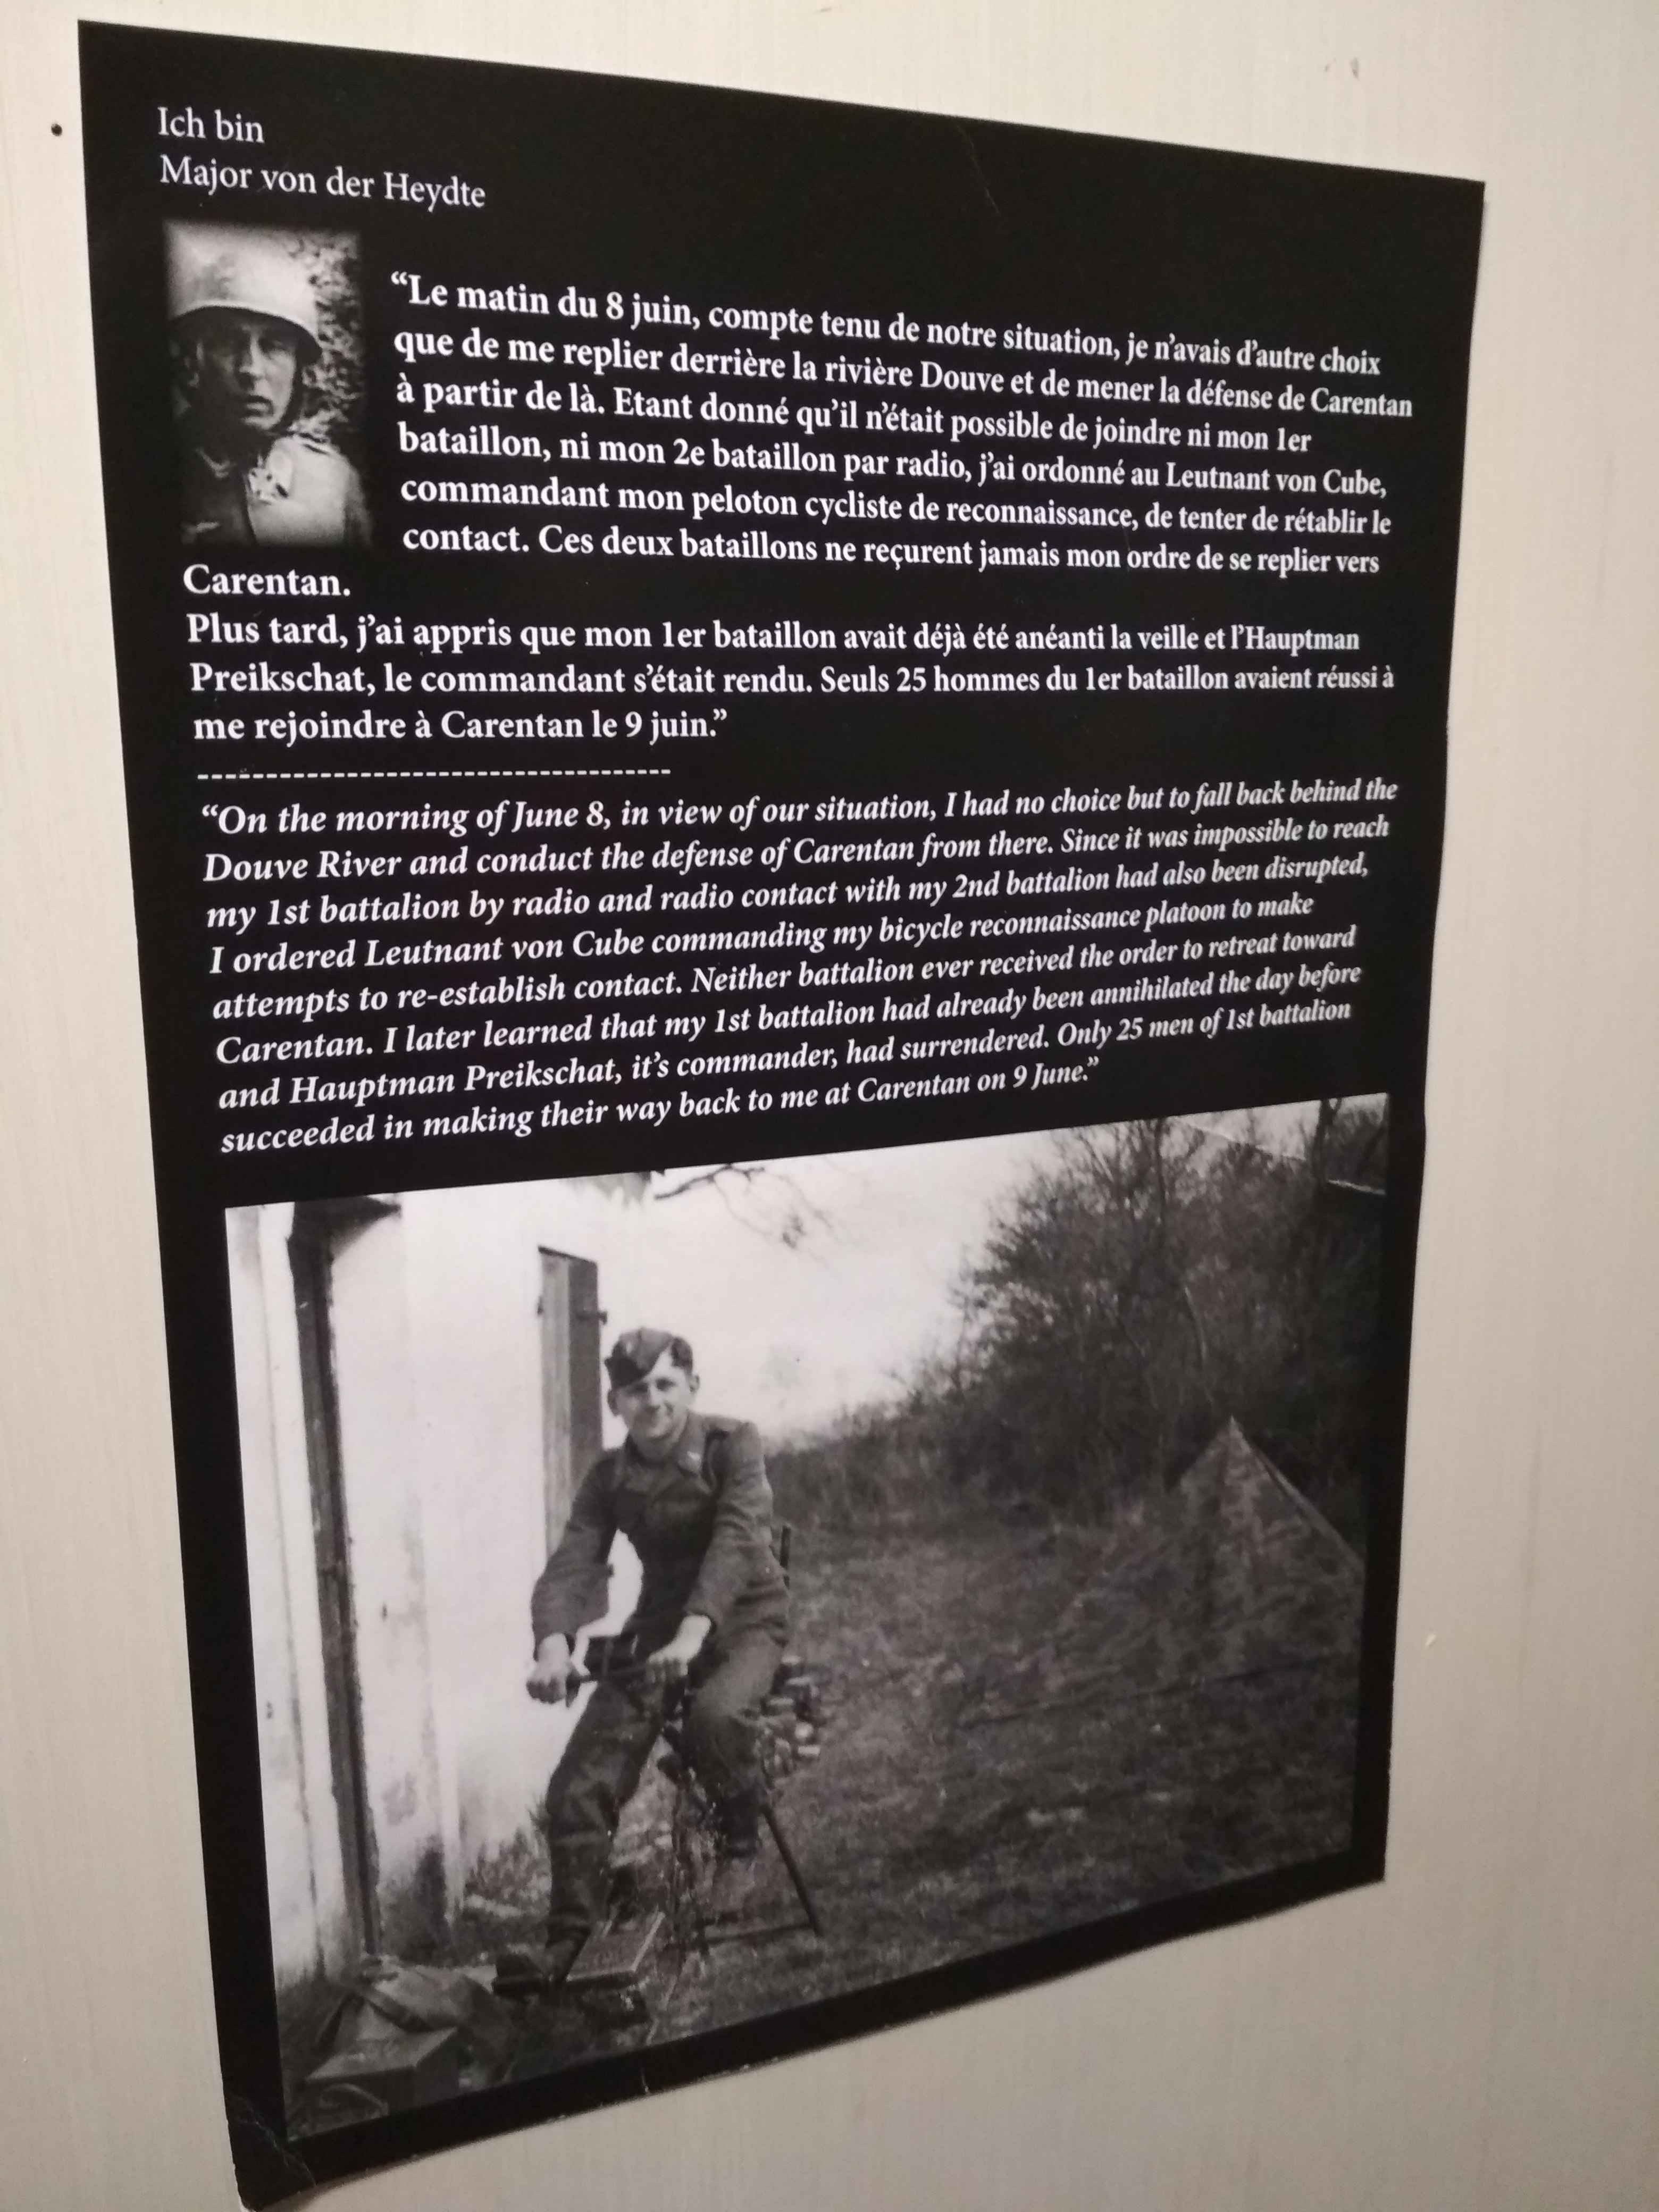 Ich bin
Major von der Heydte
“Le matin du 8 juin, compte tenu de notre situation, je n’avais d’autre choix
que de me replier derrière la rivière Douve et de mener la défense de Carentan
à partir de là. Etant donné qu’il n’était possible de joindre ni mon 1er
bataillon, ni mon 2e bataillon par radio, j’ai ordonné au Leutnant von Cube,
commandant mon peloton cycliste de reconnaissance, de tenter de rétablir le
contact. Ces deux bataillons ne reçurent jamais mon ordre de se replier vers
Carentan.
Plus tard, j’ai appris que mon 1er bataillon avait déjà été anéanti la veille et l’Hauptman
Preikschat, le commandant s’était rendu. Seuls 25 hommes du 1er bataillon avaient réussi à
me rejoindre à Carentan le 9 juin.”
-----------------------------------
“On the morning of June 8, in view of our situation, I had no choice but to fall back behind the
Douve River and conduct the defense of Carentan from there. Since it was impossible to reach
my 1st battalion by radio and radio contact with my 2nd battalion had also been disrupted,
I ordered Leutnant von Cube commanding my bicycle reconnaissance platoon to make
attempts to re-establish contact. Neither battalion ever received the order to retreat toward
Carentan. I later learned that my 1st battalion had already been annihilated the day before
and Hauptman Preikschat, it’s commander, had surrendered. Only 25 men of 1st battalion
succeeded in making their way back to me at Carentan on 9 June.”